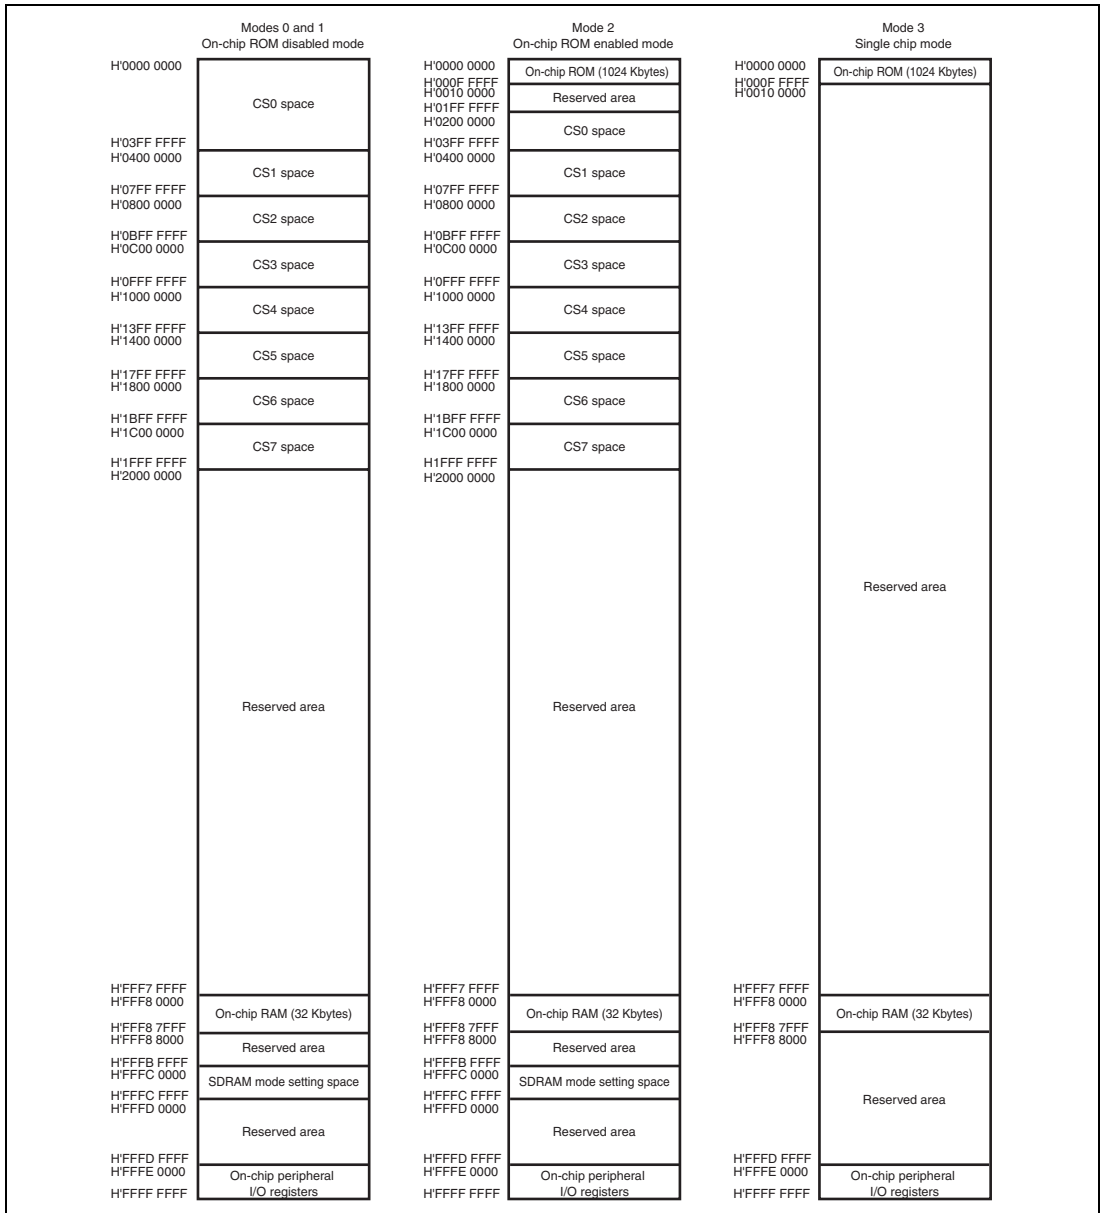 Modes 0 and 1
On-chip ROM disabled mode
H'0000 0000
CS0 space
H'03FF FFFF
H'0400 0000
CS1 space
H'07FF FFFF
H'0800 0000
CS2 space
H'0BFF FFFF
H'0C00 0000
CS3 space
H'0FFF FFFF
H'1000 0000
CS4 space
H'13FF FFFF
H'1400 0000
CS5 space
H'17FF FFFF
H'1800 0000
CS6 space
H'1BFF FFFF
H'1C00 0000
CS7 space
H'1FFF FFFF
H'2000 0000
Reserved area
H'FFF7 FFFF
H'FFF8 0000
On-chip RAM (32 Kbytes)
H'FFF8 7FFF
H'FFF8 8000
Reserved area
H'FFFB FFFF
H'FFFC 0000
SDRAM mode setting space
H'FFFC FFFF
H'FFFD 0000
Reserved area
H'FFFD FFFF
H'FFFE 0000
On-chip peripheral
I/O registers
H'FFFF FFFF
Mode 2
On-chip ROM enabled mode
H'0000 0000
On-chip ROM (1024 Kbytes)
H'000F FFFF
H'0010 0000
Reserved area
H'01FF FFFF
H'0200 0000
CS0 space
H'03FF FFFF
H'0400 0000
CS1 space
H'07FF FFFF
H'0800 0000
CS2 space
H'0BFF FFFF
H'0C00 0000
CS3 space
H'0FFF FFFF
H'1000 0000
CS4 space
H'13FF FFFF
H'1400 0000
CS5 space
H'17FF FFFF
H'1800 0000
CS6 space
H'1BFF FFFF
H'1C00 0000
CS7 space
H1FFF FFFF
H'2000 0000
Reserved area
H'FFF7 FFFF
H'FFF8 0000
On-chip RAM (32 Kbytes)
H'FFF8 7FFF
H'FFF8 8000
Reserved area
H'FFFB FFFF
H'FFFC 0000
SDRAM mode setting space
H'FFFC FFFF
H'FFFD 0000
Reserved area
H'FFFD FFFF
H'FFFE 0000
On-chip peripheral
I/O registers
H'FFFF FFFF
Mode 3
Single chip mode
H'0000 0000
On-chip ROM (1024 Kbytes)
H'000F FFFF
H'0010 0000
Reserved area
H'FFF7 FFFF
H'FFF8 0000
On-chip RAM (32 Kbytes)
H'FFF8 7FFF
H'FFF8 8000
Reserved area
H'FFFD FFFF
H'FFFE 0000
On-chip peripheral
I/O registers
H'FFFF FFFF